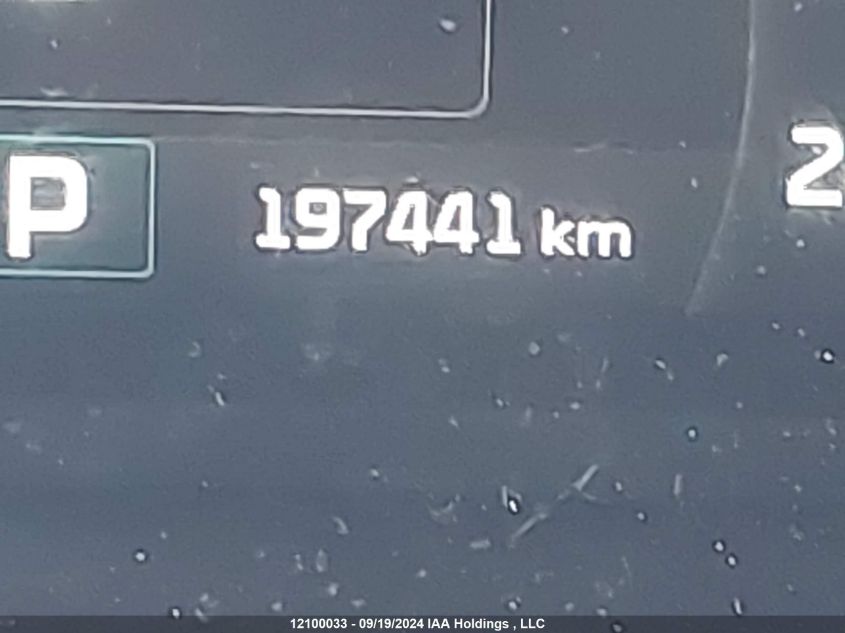 P
197441 km
2
12100033 - 09/19/2024 IAA Holdings , LLC